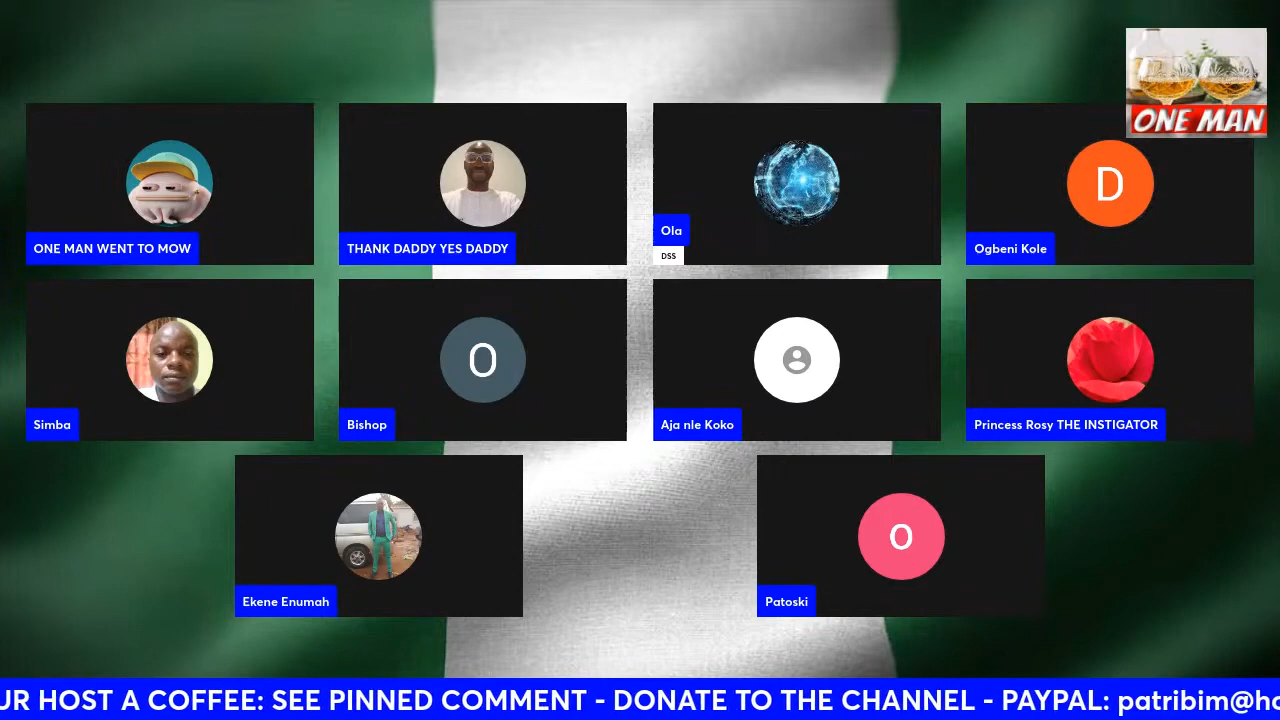 ONE MAN
ONE MAN WENT TO MOW
THANK DADDY YES DADDY
Ola
DSS
D
Ogbeni Kole
Simba
O
Bishop
Aja nle Koko
Princess Rosy THE INSTIGATOR
Ekene Enumah
O
Patoski
UR HOST A COFFEE: SEE PINNED COMMENT - DONATE TO THE CHANNEL - PAYPAL: patribim@ho